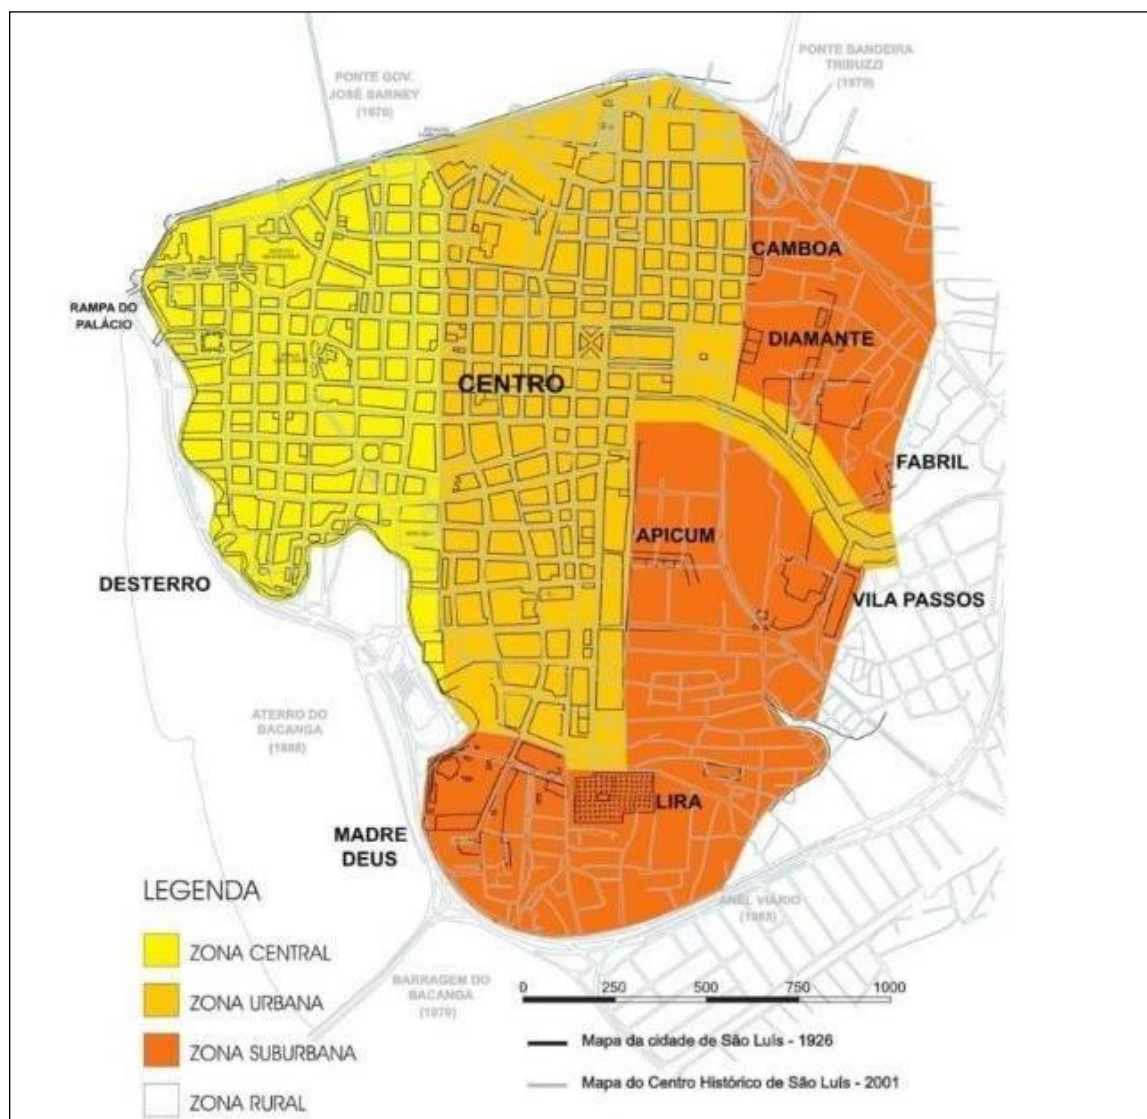 PONTE GOV.
JOSÉ SARNEY
(1970)
PONTE BANDEIRA
TRIBUZZI
(1979)
CAMBOA
RAMPA DO
PALÁCIO
DIAMANTE
CENTRO
FABRIL
APICUM
DESTERRO
VILA PASSOS
ATERRO DO
BACANGA
LIRA
MADRE
DEUS
ANEL VIÁRIO
(1985)
BARRAGEM DO
BACANGA
(1970)
LEGENDA
ZONA CENTRAL
ZONA URBANA
ZONA SUBURBANA
ZONA RURAL
0 250 500 750 1000
Mapa da cidade de São Luís - 1926
Mapa do Centro Histórico de São Luís - 2001